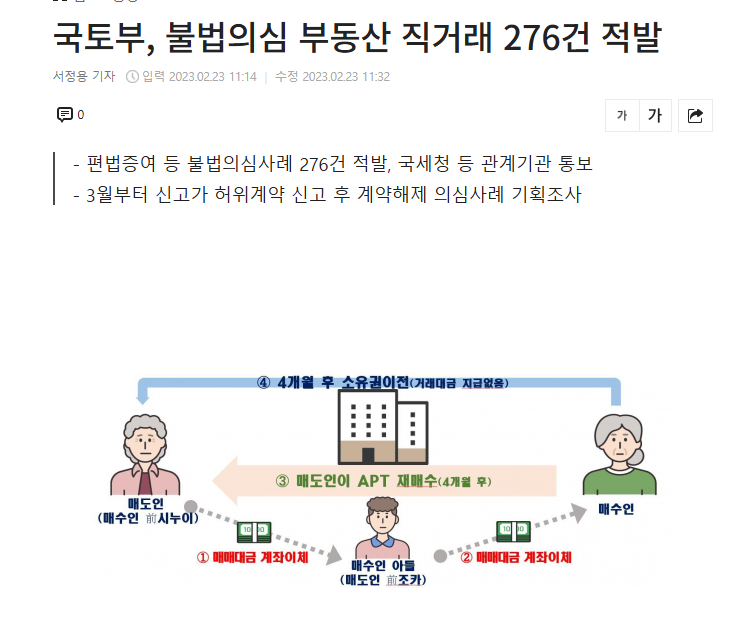 국토부, 불법의심 부동산 직거래 276건 적발
서정용 기자 입력 2023.02.23 11:14 | 수정 2023.02.23 11:32
0
가 가
- 편법증여 등 불법의심사례 276건 적발, 국세청 등 관계기관 통보
- 3월부터 신고가 허위계약 신고 후 계약해제 의심사례 기획조사
④ 4개월 후 소유권이전(거래대금 지급없음)
③ 매도인이 APT 재매수(4개월 후)
매도인
(매수인 前시누이)
매수인
① 매매대금 계좌이체
② 매매대금 계좌이체
매수인 아들
(매도인 前조카)